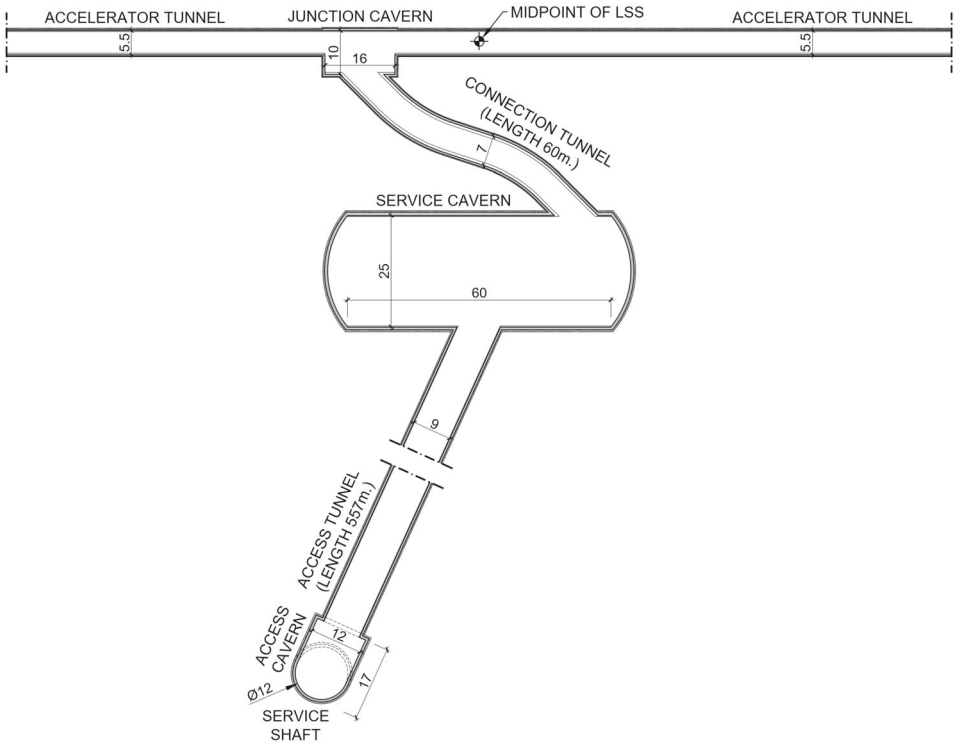 ACCELERATOR TUNNEL
JUNCTION CAVERN
MIDPOINT OF LSS
ACCELERATOR TUNNEL
5.5
10
16
5.5
CONNECTION TUNNEL
(LENGTH 60m.)
7
SERVICE CAVERN
25
60
9
ACCESS TUNNEL
(LENGTH 557m.)
ACCESS
CAVERN
12
17
Ø12
SERVICE
SHAFT